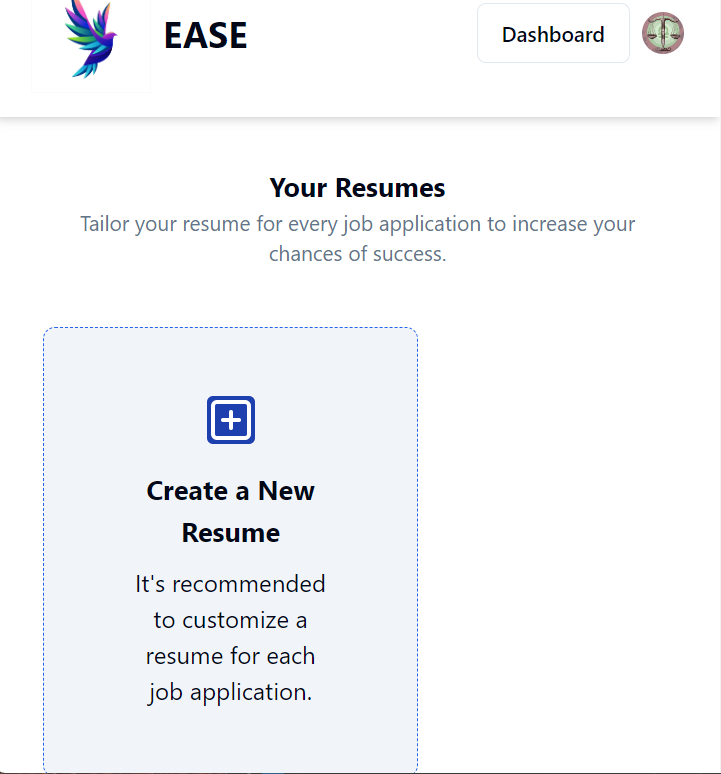 EASE
Dashboard
Your Resumes
Tailor your resume for every job application to increase your
chances of success.
Create a New
Resume
It's recommended
to customize a
resume for each
job application.